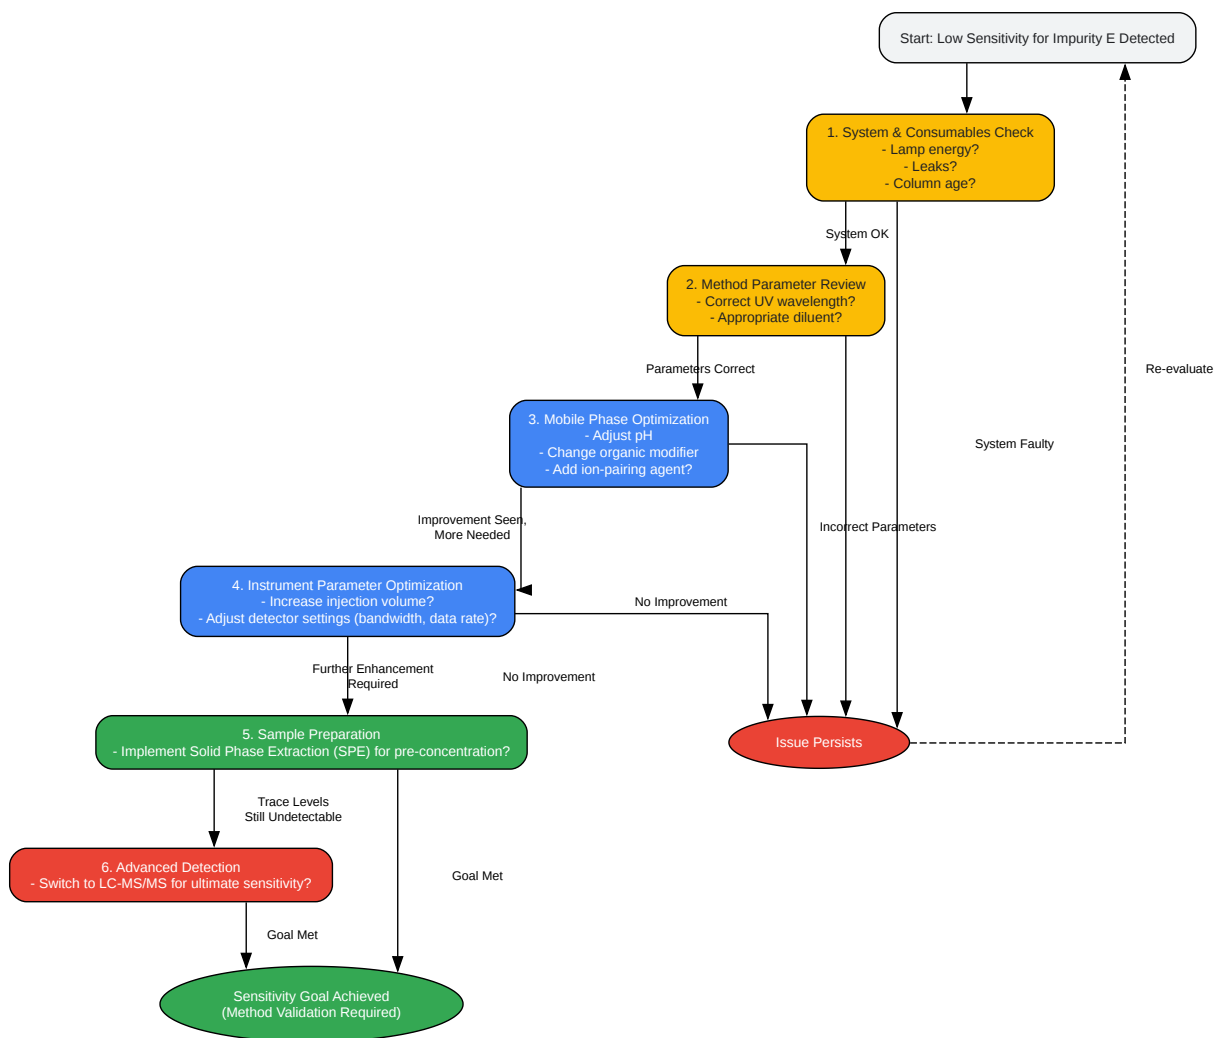 Start: Low Sensitivity for Impurity E Detected
1. System & Consumables Check
- Lamp energy?
- Leaks?
- Column age?
System OK
2. Method Parameter Review
- Correct UV wavelength?
- Appropriate diluent?
Parameters Correct
Re-evaluate
3. Mobile Phase Optimization
- Adjust pH
- Change organic modifier
- Add ion-pairing agent?
System Faulty
Improvement Seen,
More Needed
Incorrect Parameters
4. Instrument Parameter Optimization
- Increase injection volume?
- Adjust detector settings (bandwidth, data rate)?
No Improvement
Further Enhancement
Required
No Improvement
5. Sample Preparation
- Implement Solid Phase Extraction (SPE) for pre-concentration?
Issue Persists
Trace Levels
Still Undetectable
6. Advanced Detection
- Switch to LC-MS/MS for ultimate sensitivity?
Goal Met
Goal Met
Sensitivity Goal Achieved
(Method Validation Required)